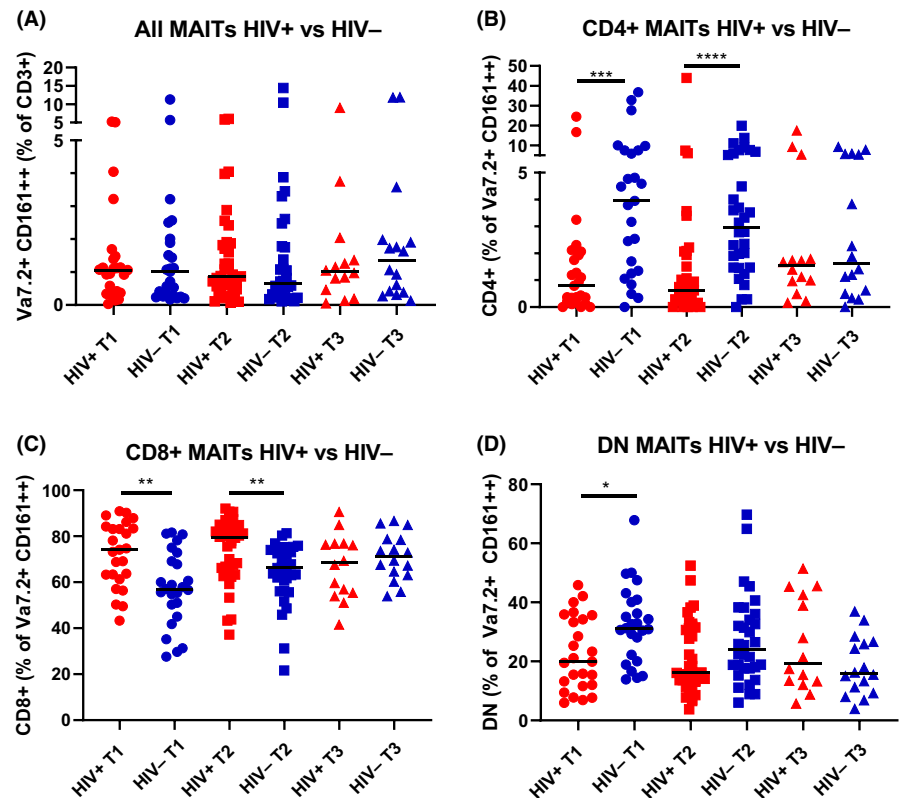 (A)
All MAITs HIV+ vs HIV–
Va7.2+ CD161++ (% of CD3+)
20
15
10
5
5
0
HIV+ T1
HIV– T1
HIV+ T2
HIV– T2
HIV+ T3
HIV– T3
(B)
CD4+ MAITs HIV+ vs HIV–
CD4+ (% of Va7.2+ CD161++)
50
40
30
20
10
5
0
***
****
HIV+ T1
HIV– T1
HIV+ T2
HIV– T2
HIV+ T3
HIV– T3
(C)
CD8+ MAITs HIV+ vs HIV–
CD8+ (% of Va7.2+ CD161++)
100
80
60
40
20
0
**
**
HIV+ T1
HIV– T1
HIV+ T2
HIV– T2
HIV+ T3
HIV– T3
(D)
DN MAITs HIV+ vs HIV–
DN (% of Va7.2+ CD161++)
80
60
40
20
0
*
HIV+ T1
HIV– T1
HIV+ T2
HIV– T2
HIV+ T3
HIV– T3